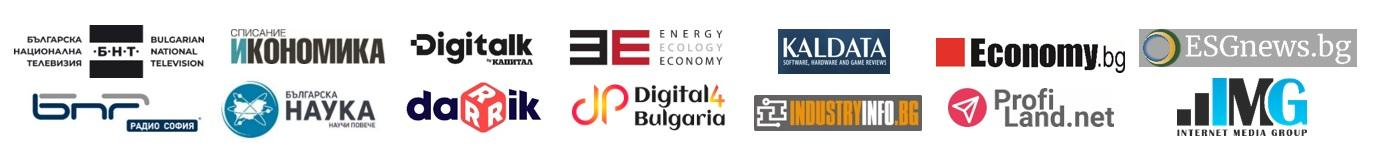 БЪЛГАРСКА
НАЦИОНАЛНА
ТЕЛЕВИЗИЯ
·Б·Н·Т·
BULGARIAN
NATIONAL
TELEVISION
СПИСАНИЕ
ИКОНОМИКА
Digitalk
by КАПИТАЛ
ENERGY
ECOLOGY
ECONOMY
KALDATA
SOFTWARE, HARDWARE AND GAME REVIEWS
Economy.bg
ESGnews.bg
бнр
РАДИО СОФИЯ
БЪЛГАРСКА
НАУКА
НАУЧИ ПОВЕЧЕ
daRRik
Digital4
Bulgaria
INDUSTRYINFO.BG
Profi
Land.net
IMG
INTERNET MEDIA GROUP